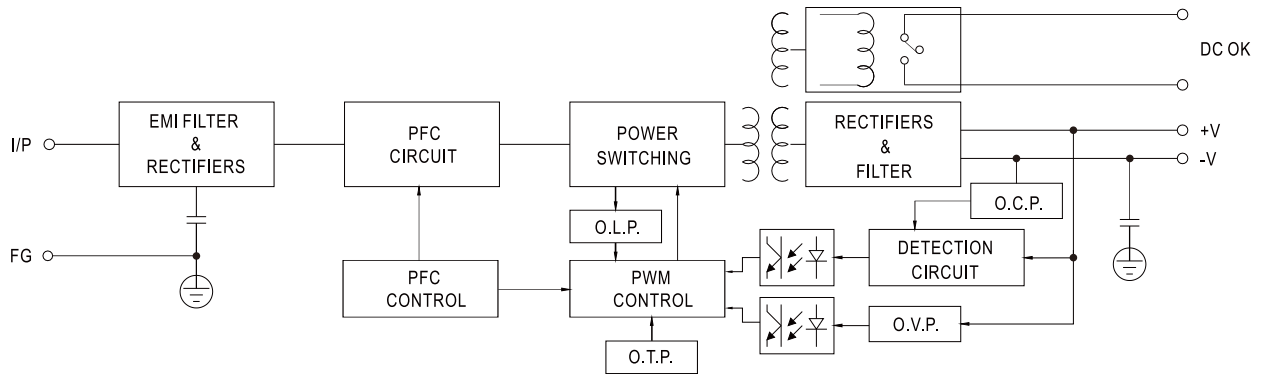 DC OK
I/P
EMI FILTER
&
RECTIFIERS
PFC
CIRCUIT
POWER
SWITCHING
RECTIFIERS
&
FILTER
+V
-V
O.C.P.
O.L.P.
FG
PFC
CONTROL
PWM
CONTROL
DETECTION
CIRCUIT
O.V.P.
O.T.P.